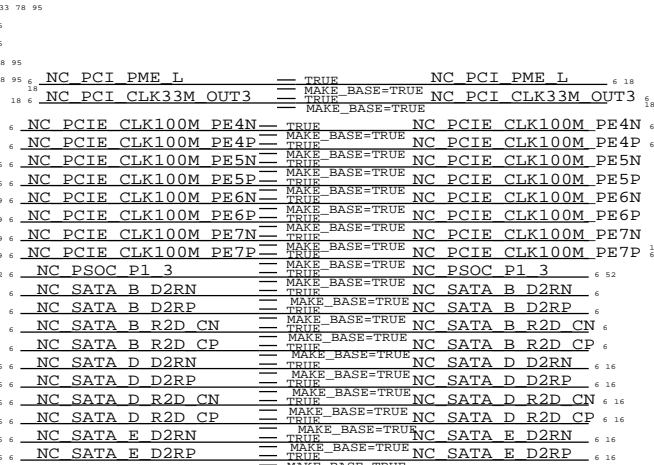 33 78 95
8 95
8 95 6 NC_PCI_PME_L TRUE NC_PCI_PME_L 6 18
18 MAKE_BASE=TRUE
18 6 NC_PCI_CLK33M_OUT3 TRUE NC_PCI_CLK33M_OUT3 6 18
MAKE_BASE=TRUE
6 NC_PCIE_CLK100M_PE4N TRUE NC_PCIE_CLK100M_PE4N 6
MAKE_BASE=TRUE
6 NC_PCIE_CLK100M_PE4P TRUE NC_PCIE_CLK100M_PE4P 6
MAKE_BASE=TRUE
6 NC_PCIE_CLK100M_PE5N TRUE NC_PCIE_CLK100M_PE5N
MAKE_BASE=TRUE
6 NC_PCIE_CLK100M_PE5P TRUE NC_PCIE_CLK100M_PE5P
MAKE_BASE=TRUE
6 NC_PCIE_CLK100M_PE6N TRUE NC_PCIE_CLK100M_PE6N
MAKE_BASE=TRUE
6 NC_PCIE_CLK100M_PE6P TRUE NC_PCIE_CLK100M_PE6P
MAKE_BASE=TRUE
6 NC_PCIE_CLK100M_PE7N TRUE NC_PCIE_CLK100M_PE7N
MAKE_BASE=TRUE
6 NC_PCIE_CLK100M_PE7P TRUE NC_PCIE_CLK100M_PE7P 6
MAKE_BASE=TRUE
6 NC_PSOC_P1_3 TRUE NC_PSOC_P1_3 6 52
MAKE_BASE=TRUE
6 NC_SATA_B_D2RN TRUE NC_SATA_B_D2RN 6
MAKE_BASE=TRUE
6 NC_SATA_B_D2RP TRUE NC_SATA_B_D2RP 6
MAKE_BASE=TRUE
6 NC_SATA_B_R2D_CN TRUE NC_SATA_B_R2D_CN 6
MAKE_BASE=TRUE
6 NC_SATA_B_R2D_CP TRUE NC_SATA_B_R2D_CP 6
MAKE_BASE=TRUE
6 NC_SATA_D_D2RN TRUE NC_SATA_D_D2RN 6 16
MAKE_BASE=TRUE
6 NC_SATA_D_D2RP TRUE NC_SATA_D_D2RP 6 16
MAKE_BASE=TRUE
6 NC_SATA_D_R2D_CN TRUE NC_SATA_D_R2D_CN 6 16
MAKE_BASE=TRUE
6 NC_SATA_D_R2D_CP TRUE NC_SATA_D_R2D_CP 6 16
MAKE_BASE=TRUE
6 NC_SATA_E_D2RN TRUE NC_SATA_E_D2RN 6 16
MAKE_BASE=TRUE
6 NC_SATA_E_D2RP TRUE NC_SATA_E_D2RP 6 16